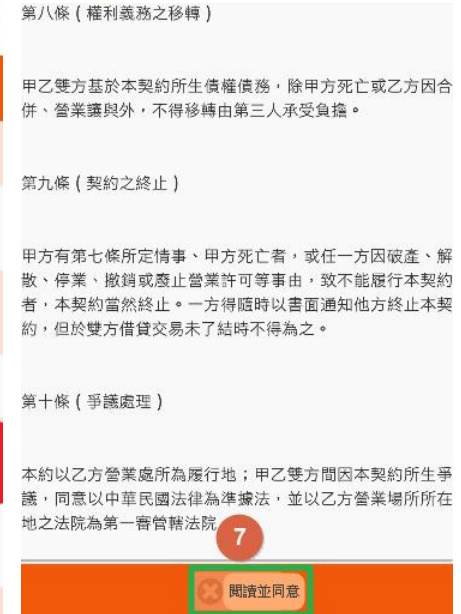 第八條 ( 權利義務之移轉 )
甲乙雙方基於本契約所生債權債務，除甲方死亡或乙方因合
併、營業讓與外，不得移轉由第三人承受負擔。
第九條 ( 契約之終止 )
甲方有第七條所定情事、甲方死亡者，或任一方因破產、解
散、停業、撤銷或廢止營業許可等事由，致不能履行本契約
者，本契約當然終止。一方得隨時以書面通知他方終止本契
約，但於雙方借貸交易未了結時不得為之。
第十條 ( 爭議處理 )
本約以乙方營業處所為履行地；甲乙雙方間因本契約所生爭
議，同意以中華民國法律為準據法，並以乙方營業場所所在
地之法院為第一審管轄法院
7
閱讀並同意